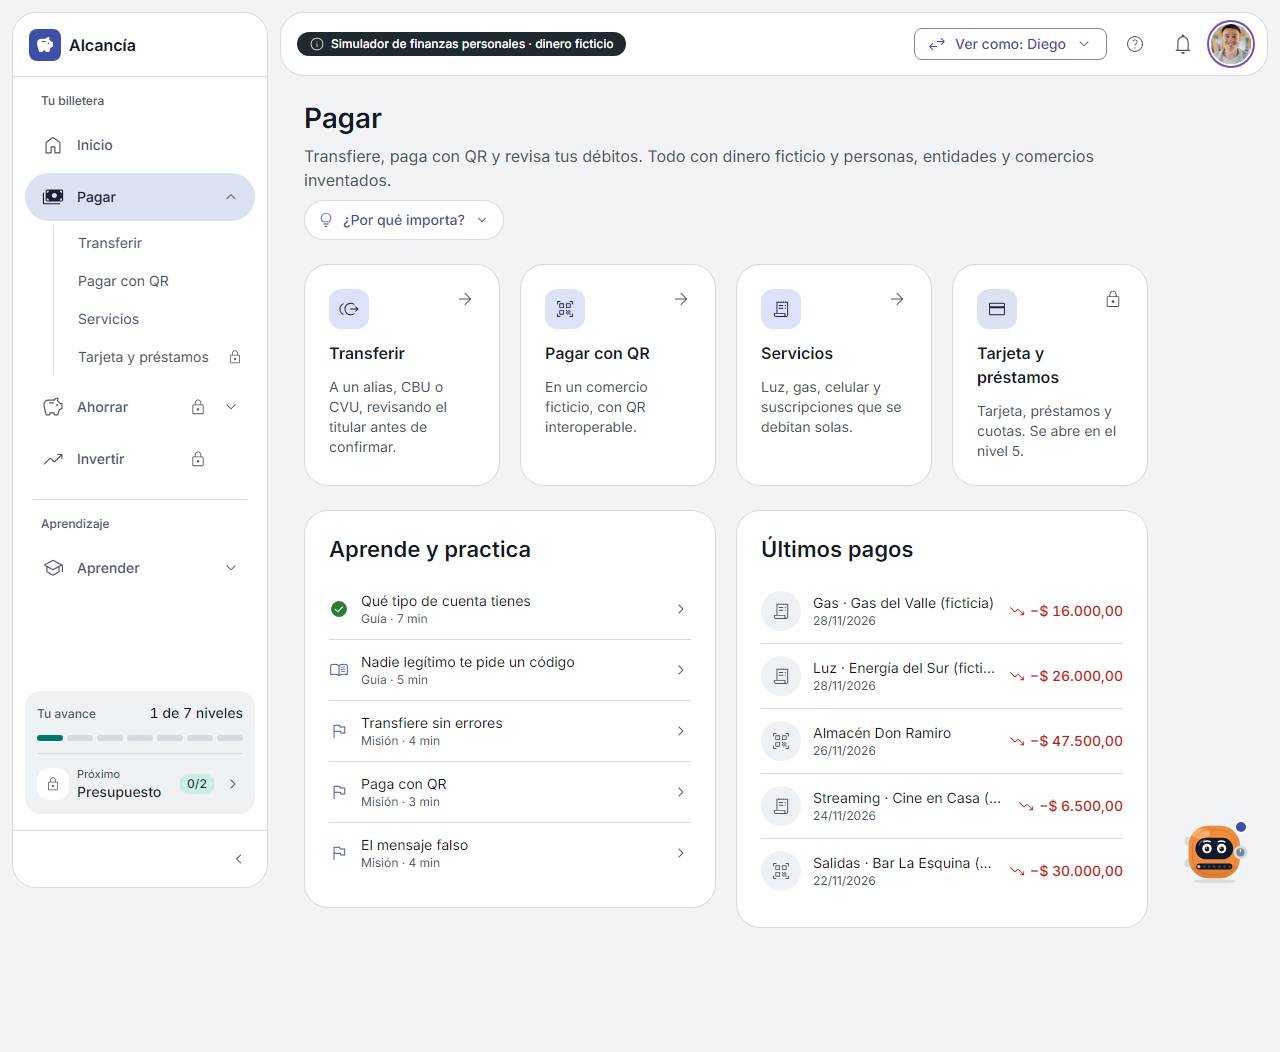 Alcancía
Simulador de finanzas personales · dinero ficticio
Ver como: Diego
Tu billetera
Inicio
Pagar
Transferir
Pagar con QR
Servicios
Tarjeta y préstamos
Ahorrar
Invertir
Aprendizaje
Aprender
Tu avance
1 de 7 niveles
Próximo
Presupuesto
0/2
Pagar
Transfiere, paga con QR y revisa tus débitos. Todo con dinero ficticio y personas, entidades y comercios
inventados.
¿Por qué importa?
Transferir
A un alias, CBU o
CVU, revisando el
titular antes de
confirmar.
Pagar con QR
En un comercio
ficticio, con QR
interoperable.
Servicios
Luz, gas, celular y
suscripciones que se
debitan solas.
Tarjeta y
préstamos
Tarjeta, préstamos y
cuotas. Se abre en el
nivel 5.
Aprende y practica
Qué tipo de cuenta tienes
Guía · 7 min
Nadie legítimo te pide un código
Guía · 5 min
Transfiere sin errores
Misión · 4 min
Paga con QR
Misión · 3 min
El mensaje falso
Misión · 4 min
Últimos pagos
Gas · Gas del Valle (ficticia)
28/11/2026
−$ 16.000,00
Luz · Energía del Sur (ficti...
28/11/2026
−$ 26.000,00
Almacén Don Ramiro
26/11/2026
−$ 47.500,00
Streaming · Cine en Casa (...
24/11/2026
−$ 6.500,00
Salidas · Bar La Esquina (...
22/11/2026
−$ 30.000,00